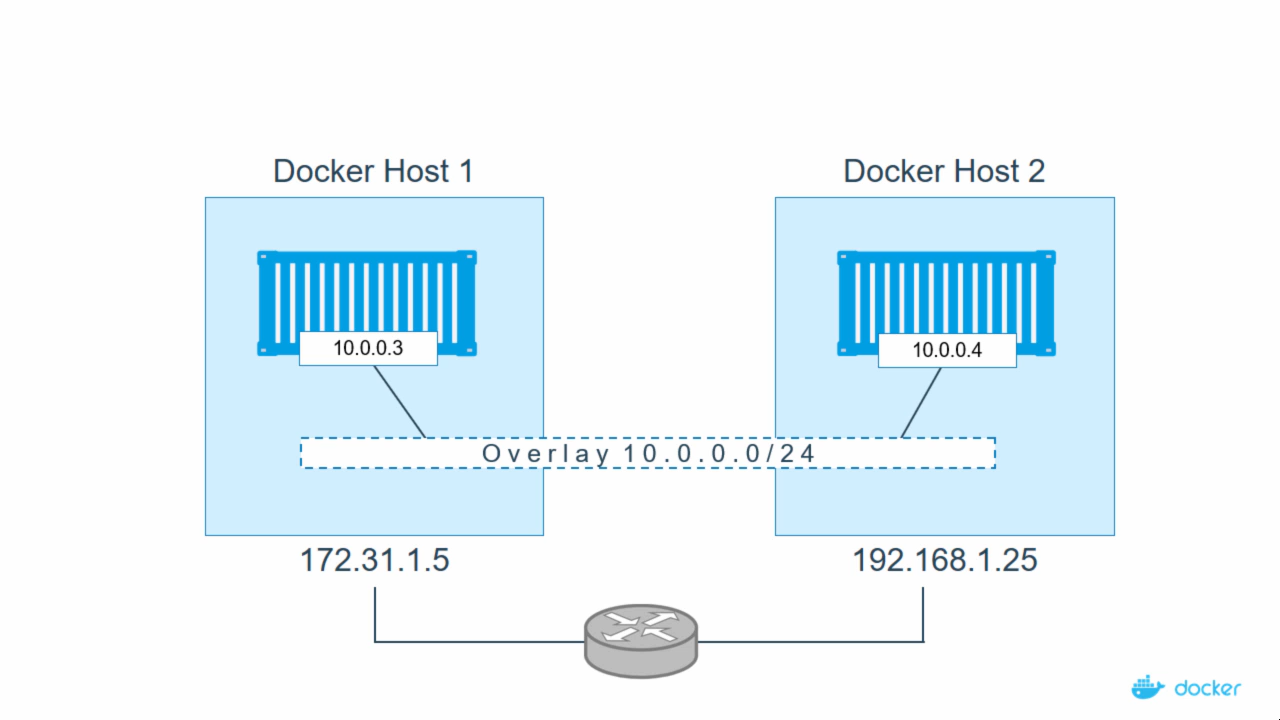 Docker Host 1
Docker Host 2
10.0.0.3
10.0.0.4
Overlay 10.0.0.0/24
172.31.1.5
192.168.1.25
docker